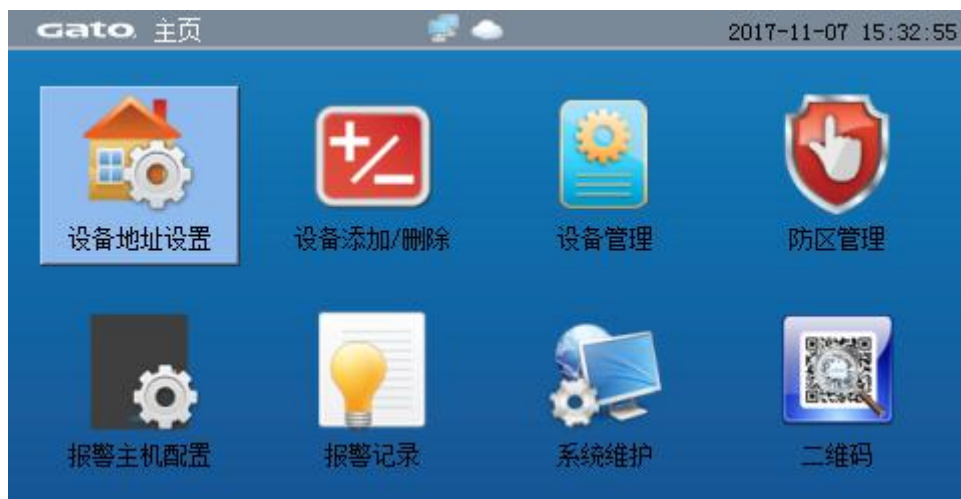 Gato 主页 2017-11-07 15:32:55
设备地址设置 设备添加/删除 设备管理 防区管理
报警主机配置 报警记录 系统维护 二维码